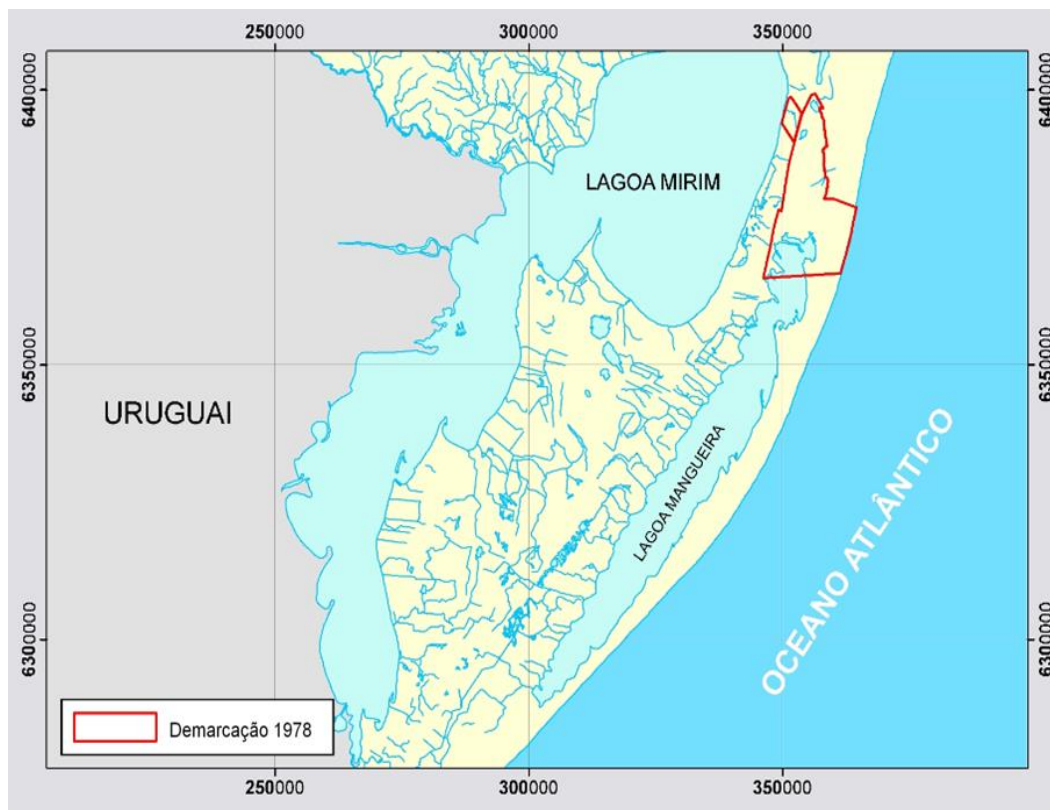 250000 300000 350000
6400000 6400000
LAGOA MIRIM
6350000 6350000
URUGUAI
LAGOA MANGUEIRA
OCEANO ATLÂNTICO
6300000 6300000
Demarcação 1978
250000 300000 350000